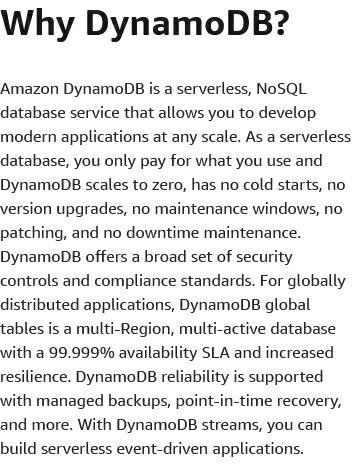 Why DynamoDB?
Amazon DynamoDB is a serverless, NoSQL
database service that allows you to develop
modern applications at any scale. As a serverless
database, you only pay for what you use and
DynamoDB scales to zero, has no cold starts, no
version upgrades, no maintenance windows, no
patching, and no downtime maintenance.
DynamoDB offers a broad set of security
controls and compliance standards. For globally
distributed applications, DynamoDB global
tables is a multi-Region, multi-active database
with a 99.999% availability SLA and increased
resilience. DynamoDB reliability is supported
with managed backups, point-in-time recovery,
and more. With DynamoDB streams, you can
build serverless event-driven applications.